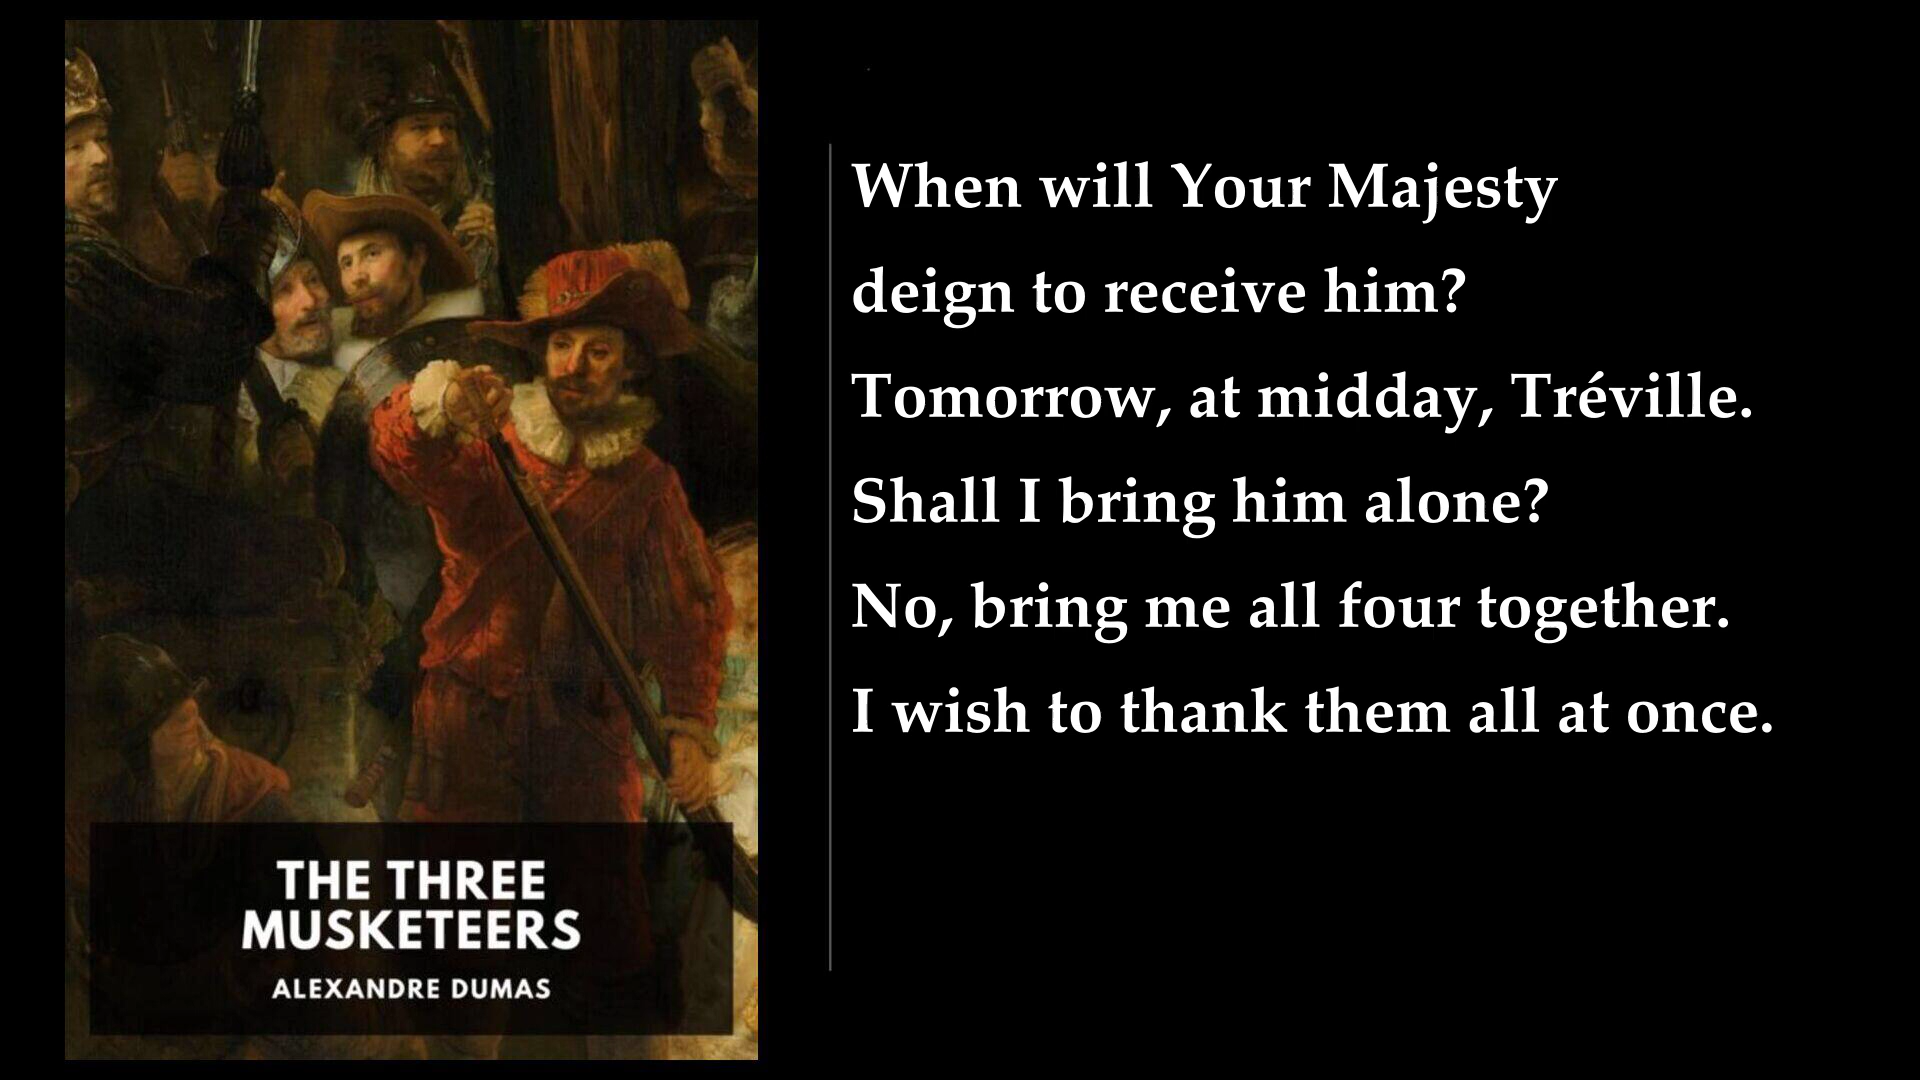 THE THREE
MUSKETEERS
ALEXANDRE DUMAS
When will Your Majesty
deign to receive him?
Tomorrow, at midday, Tréville.
Shall I bring him alone?
No, bring me all four together.
I wish to thank them all at once.